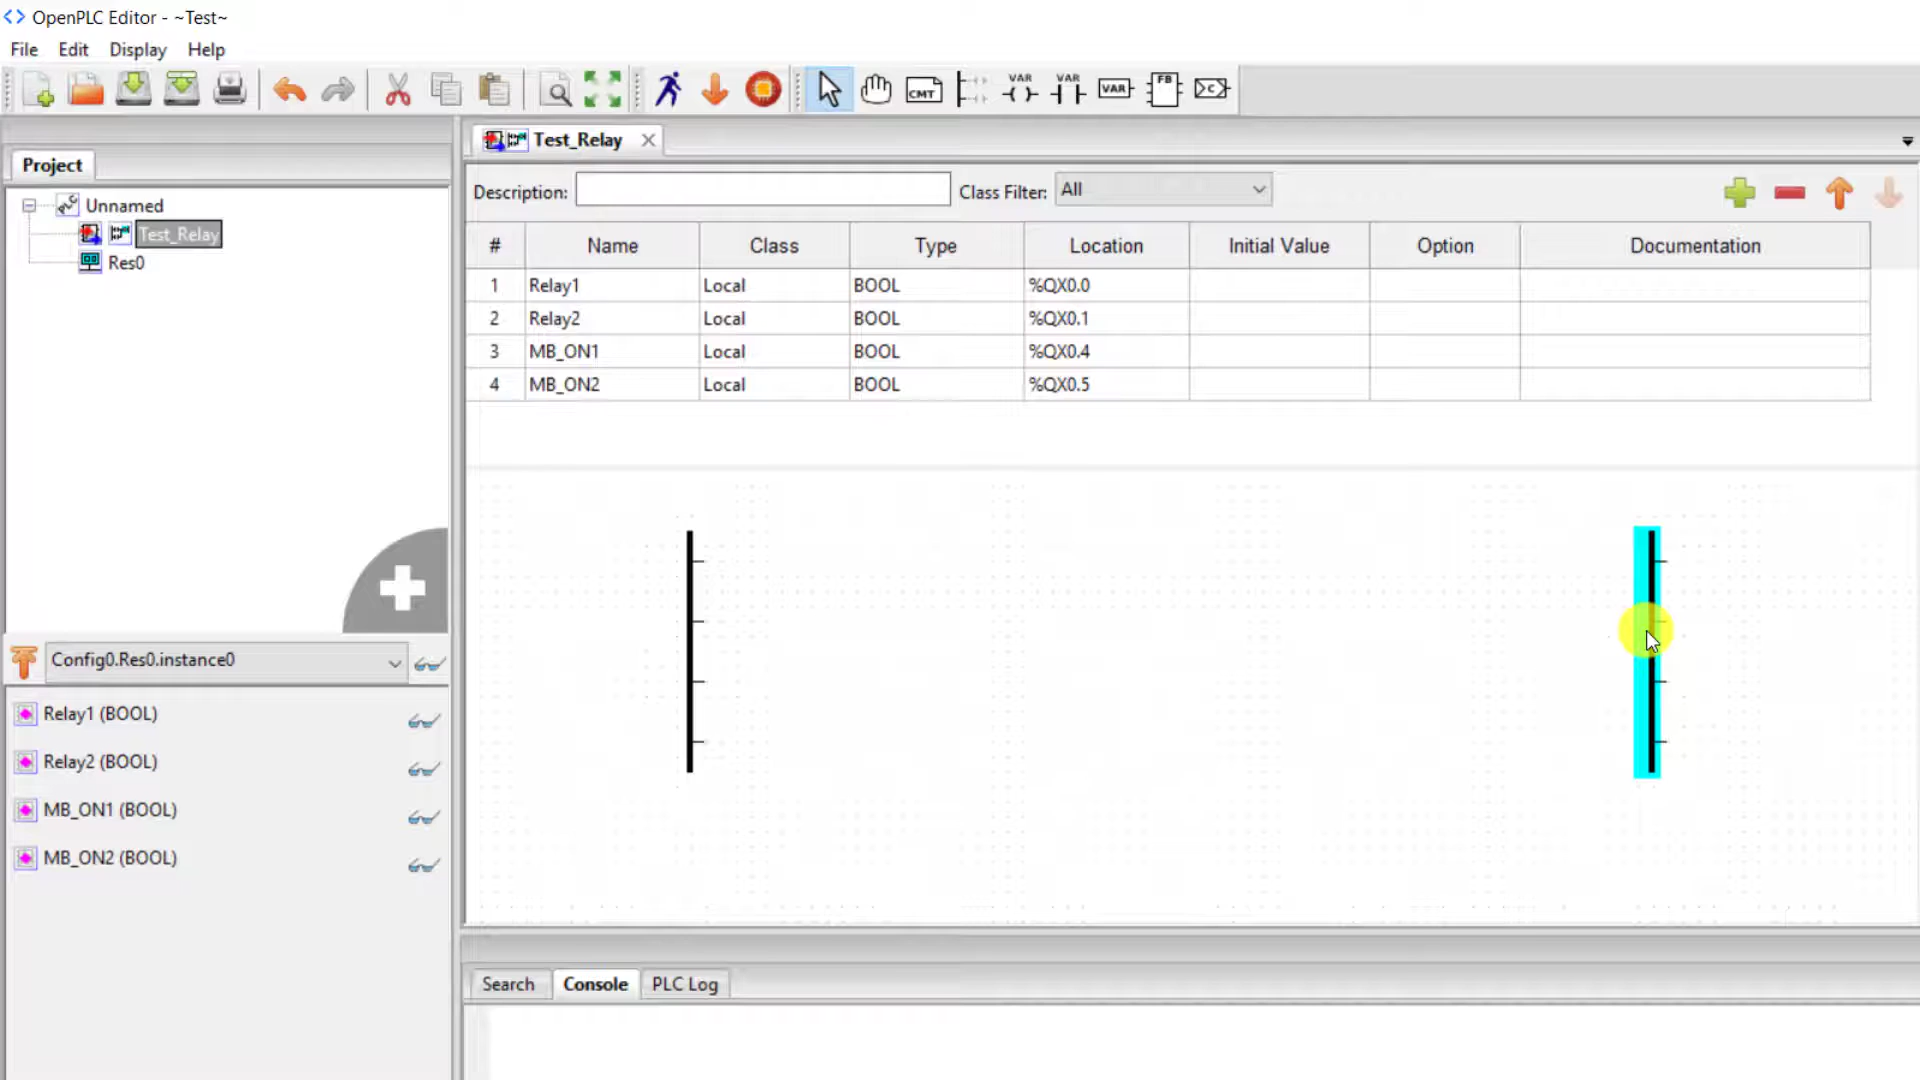 OpenPLC Editor - ~Test~
File Edit Display Help
CMT VAR VAR VAR FB C
Project
Test_Relay
Unnamed
Test_Relay
Res0
Description: Class Filter: All
# Name Class Type Location Initial Value Option Documentation
1 Relay1 Local BOOL %QX0.0
2 Relay2 Local BOOL %QX0.1
3 MB_ON1 Local BOOL %QX0.4
4 MB_ON2 Local BOOL %QX0.5
Config0.Res0.instance0
Relay1 (BOOL)
Relay2 (BOOL)
MB_ON1 (BOOL)
MB_ON2 (BOOL)
Search Console PLC Log